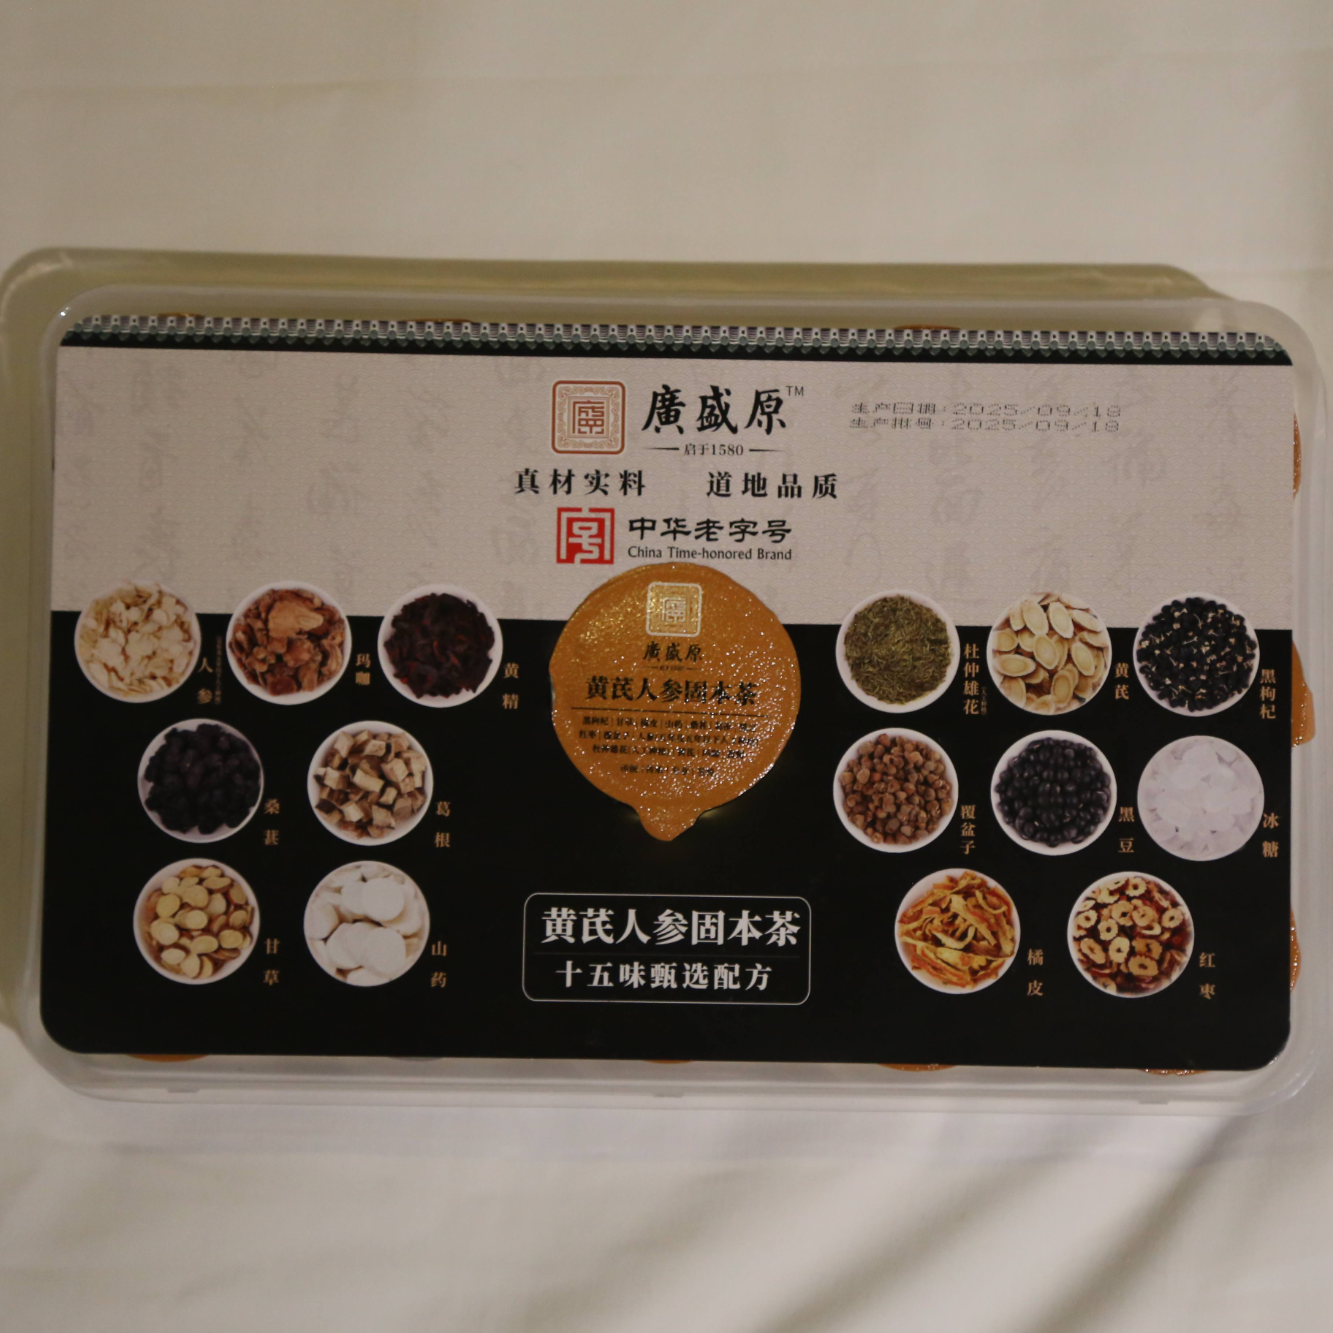 廣盛原™
启于1580
生产日期:2025/09/18
生产批号:2025/09/18
真材实料 道地品质
中华老字号
China Time-honored Brand
廣盛原
黄芪人参固本茶
人参
玛咖
黄精
杜仲雄花
黄芪
黑枸杞
桑葚
葛根
覆盆子
黑豆
冰糖
甘草
山药
橘皮
红枣
黄芪人参固本茶
十五味甄选配方